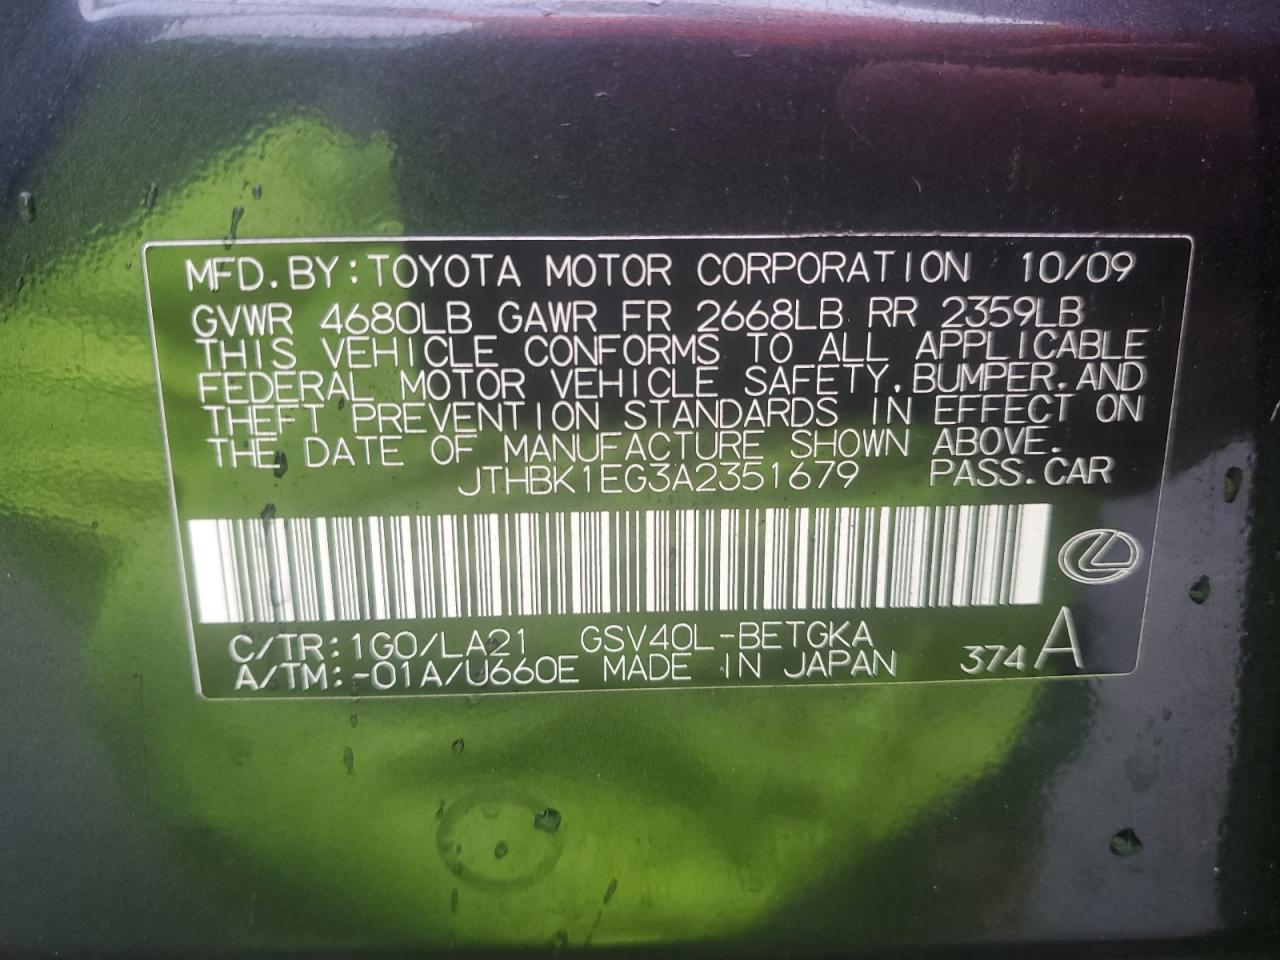 MFD.BY:TOYOTA MOTOR CORPORATION 10/09
GVWR 4680LB GAWR FR 2668LB RR 2359LB
THIS VEHICLE CONFORMS TO ALL APPLICABLE
FEDERAL MOTOR VEHICLE SAFETY,BUMPER,AND
THEFT PREVENTION STANDARDS IN EFFECT ON
THE DATE OF MANUFACTURE SHOWN ABOVE.
JTHBK1EG3A2351679 PASS.CAR
C/TR:1G0/LA21 GSV40L-BETGKA
A/TM:-01A/U660E MADE IN JAPAN 374A